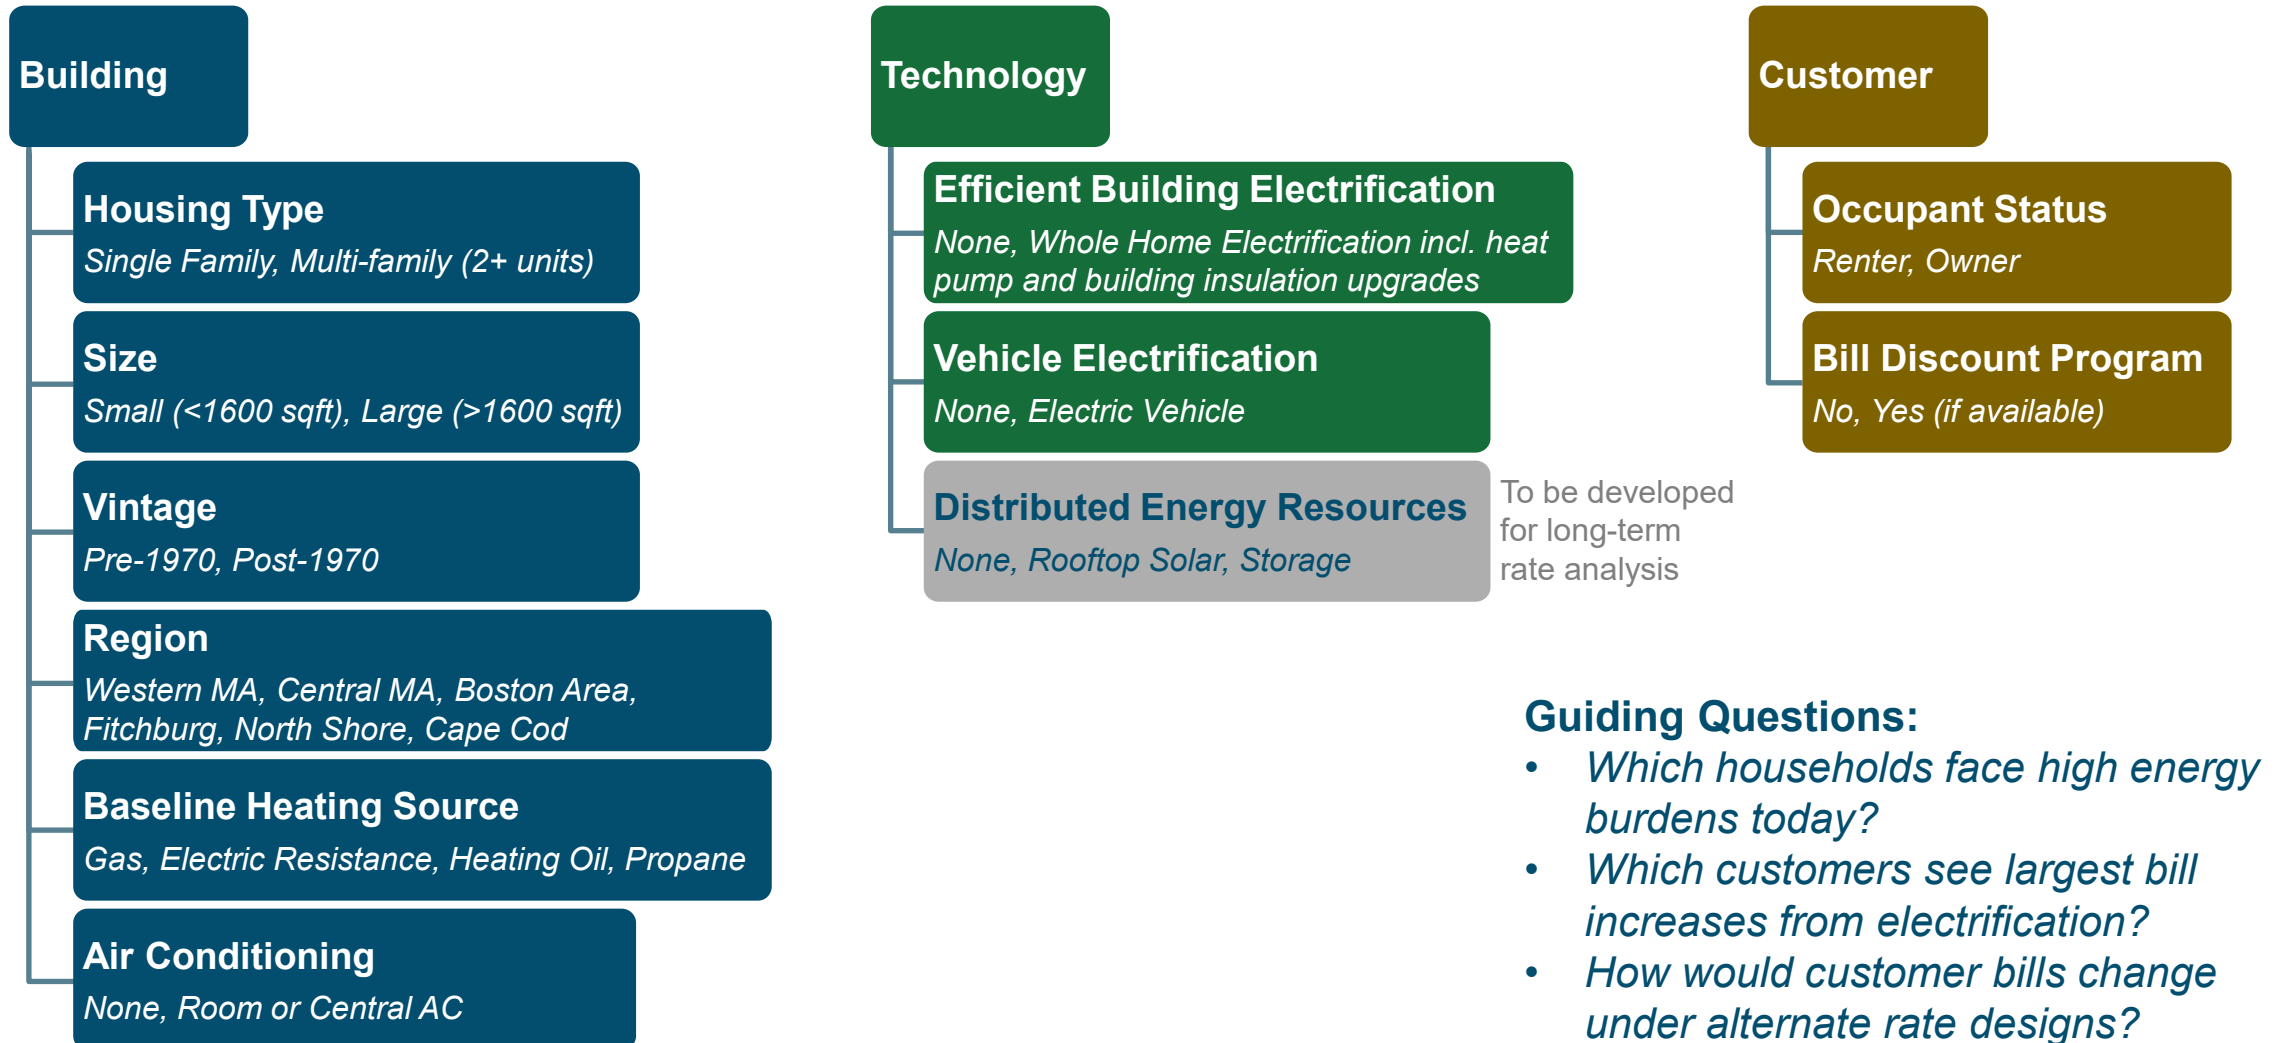 Building
Housing Type
Single Family, Multi-family (2+ units)
Size
Small (<1600 sqft), Large (>1600 sqft)
Vintage
Pre-1970, Post-1970
Region
Western MA, Central MA, Boston Area,
Fitchburg, North Shore, Cape Cod
Baseline Heating Source
Gas, Electric Resistance, Heating Oil, Propane
Air Conditioning
None, Room or Central AC
Technology
Efficient Building Electrification
None, Whole Home Electrification incl. heat
pump and building insulation upgrades
Vehicle Electrification
None, Electric Vehicle
Distributed Energy Resources
None, Rooftop Solar, Storage
To be developed
for long-term
rate analysis
Customer
Occupant Status
Renter, Owner
Bill Discount Program
No, Yes (if available)
Guiding Questions:
• Which households face high energy
burdens today?
• Which customers see largest bill
increases from electrification?
• How would customer bills change
under alternate rate designs?